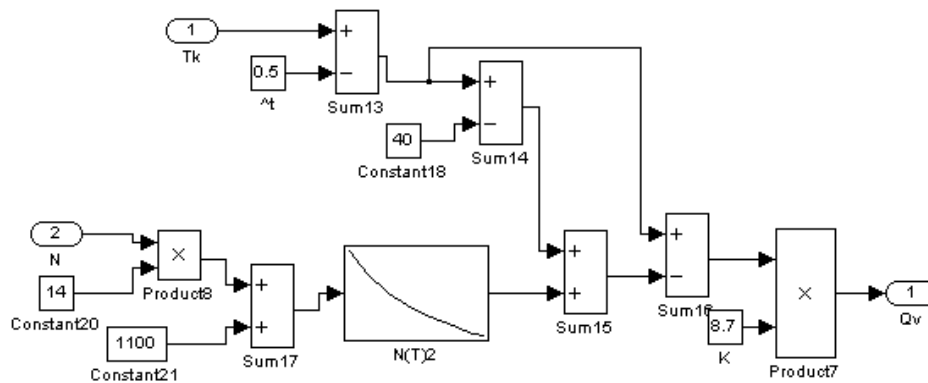 1
Tk
+
−
Sum13
0.5
^t
+
−
Sum14
40
Constant18
2
N
×
Product8
14
Constant20
+
+
Sum17
1100
Constant21
N(T)2
+
+
Sum15
+
−
Sum16
8.7
K
×
Product7
1
Qv